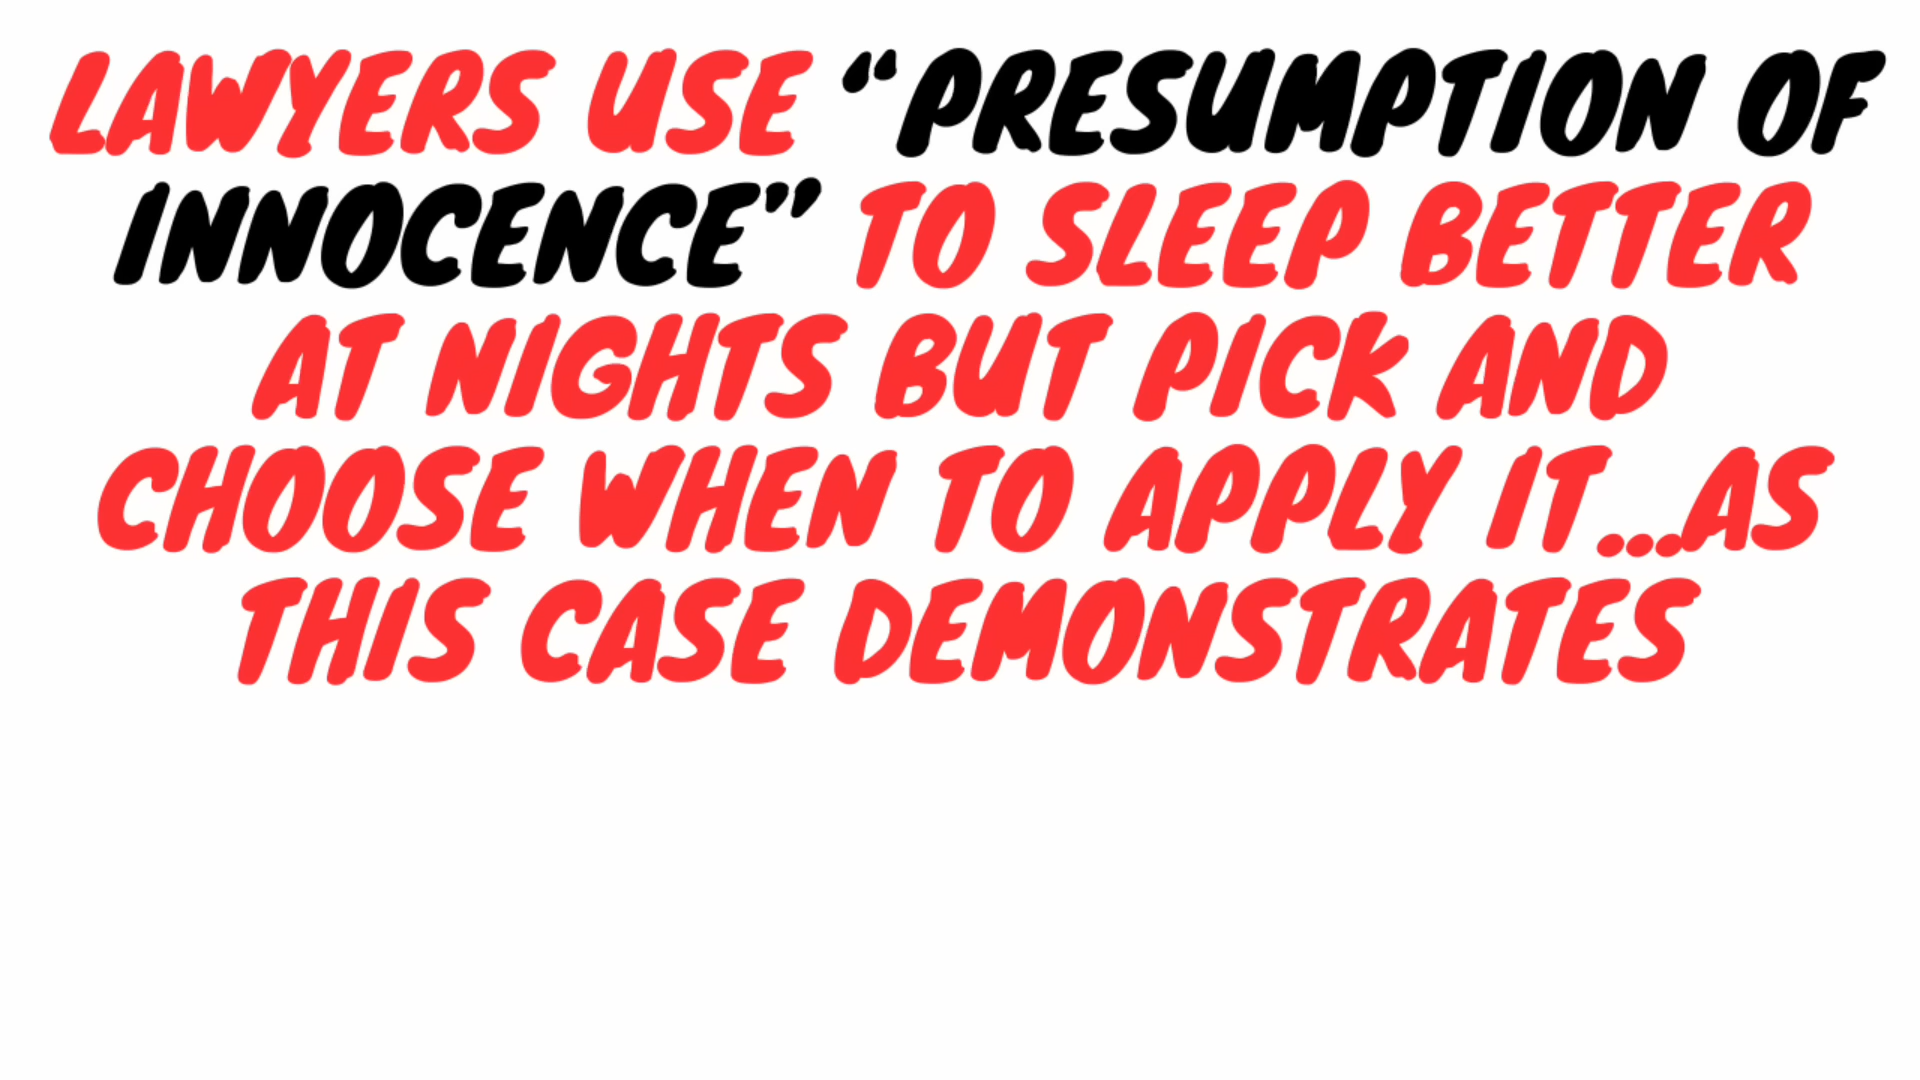 LAWYERS USE “PRESUMPTION OF
INNOCENCE” TO SLEEP BETTER
AT NIGHTS BUT PICK AND
CHOOSE WHEN TO APPLY IT...AS
THIS CASE DEMONSTRATES